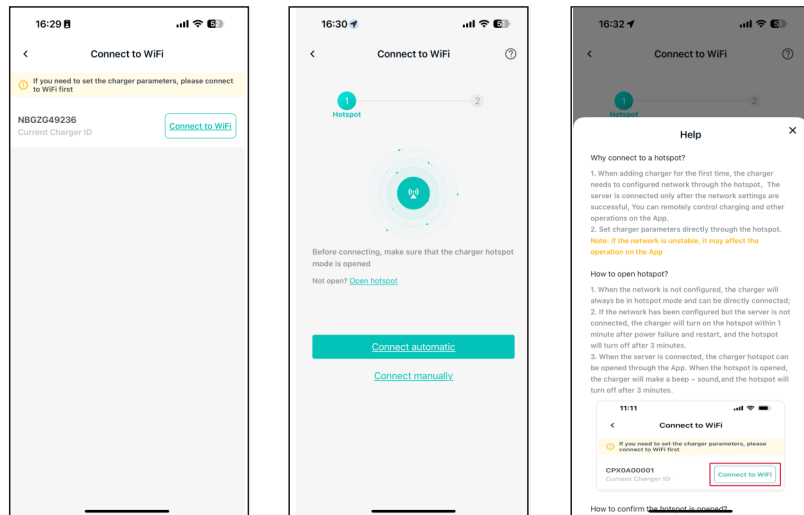 16:29
Connect to WiFi
If you need to set the charger parameters, please connect
to WiFi first
NBGZG49236
Current Charger ID
Connect to WiFi
16:30
Connect to WiFi
1
2
Hotspot
Before connecting, make sure that the charger hotspot
mode is opened
Not open? Open hotspot
Connect automatic
Connect manually
16:32
Connect to WiFi
1
2
Hotspot
Help
Why connect to a hotspot?
1. When adding charger for the first time, the charger
needs to configured network through the hotspot, The
server is connected only after the network settings are
successful, You can remotely control charging and other
operations on the App.
2. Set charger parameters directly through the hotspot.
Note: If the network is unstable, it may affect the
operation on the App
How to open hotspot?
1. When the network is not configured, the charger will
always be in hotspot mode and can be directly connected;
2. If the network has been configured but the server is not
connected, the charger will turn on the hotspot within 1
minute after power failure and restart, and the hotspot
will turn off after 3 minutes.
3. When the server is connected, the charger hotspot can
be opened through the App. When the hotspot is opened,
the charger will make a beep ~ sound,and the hotspot will
turn off after 3 minutes.
11:11
Connect to WiFi
If you need to set the charger parameters, please
connect to WiFi first
CPX0A00001
Current Charger ID
Connect to WiFi
How to confirm the hotspot is opened?